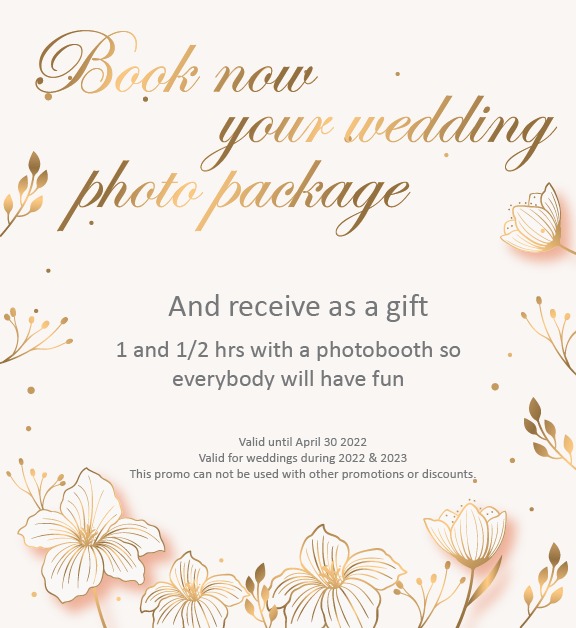 Book now
your wedding
photo package
And receive as a gift
1 and 1/2 hrs with a photobooth so
everybody will have fun
Valid until April 30 2022
Valid for weddings during 2022 & 2023
This promo can not be used with other promotions or discounts.